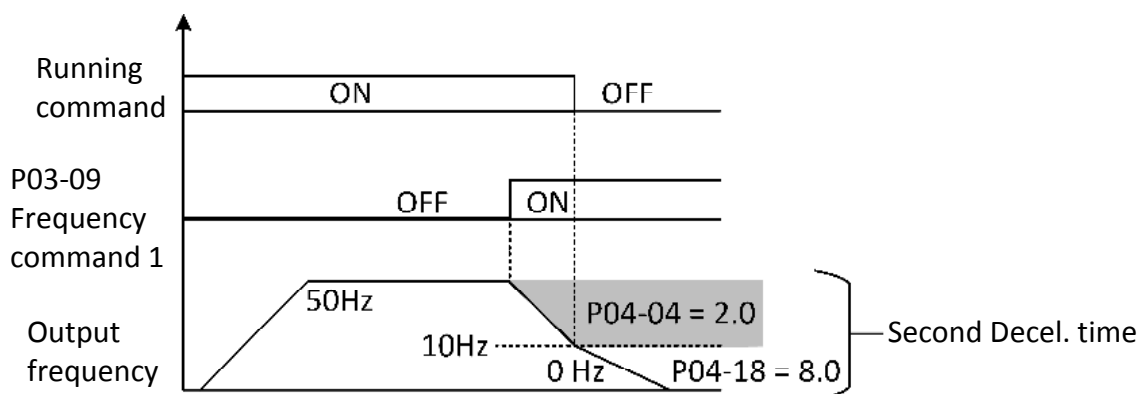 Running
command
ON
OFF
P03-09
Frequency
command 1
OFF
ON
Output
frequency
50Hz
10Hz
0 Hz
P04-04 = 2.0
P04-18 = 8.0
Second Decel. time